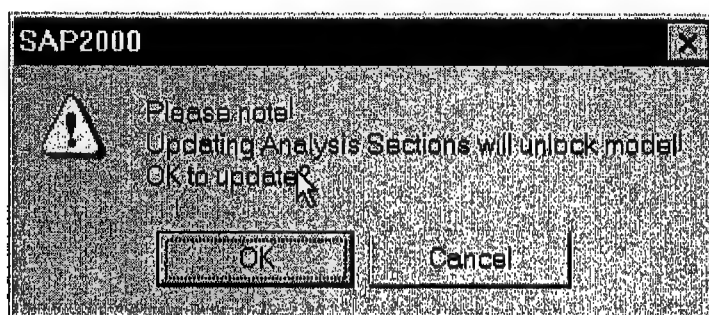 SAP2000
Please note!
Updating Analysis Sections will unlock model!
OK to update?
OK
Cancel